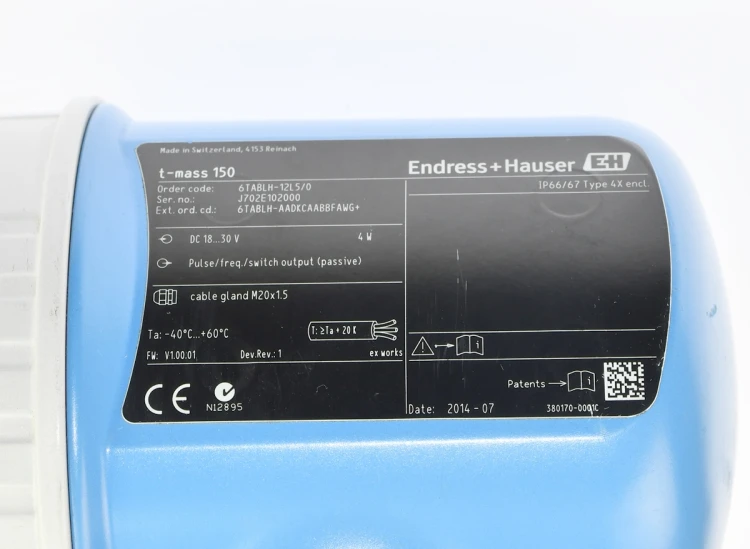 Made in Switzerland, 4153 Reinach
t-mass 150
Endress+Hauser EH
Order code: 6TABLH-12L5/0
IP66/67 Type 4X encl.
Ser. no.: J702E102000
Ext. ord. cd.: 6TABLH-AADKCAABBFAWG+
DC 18...30 V 4 W
Pulse/freq./switch output (passive)
cable gland M20x1.5
Ta: -40°C...+60°C
T: ≥Ta + 20 K
FW: V1.00.01 Dev.Rev.: 1 ex works
i
Patents → i
CE
N12895
Date: 2014 - 07
380170-0001C